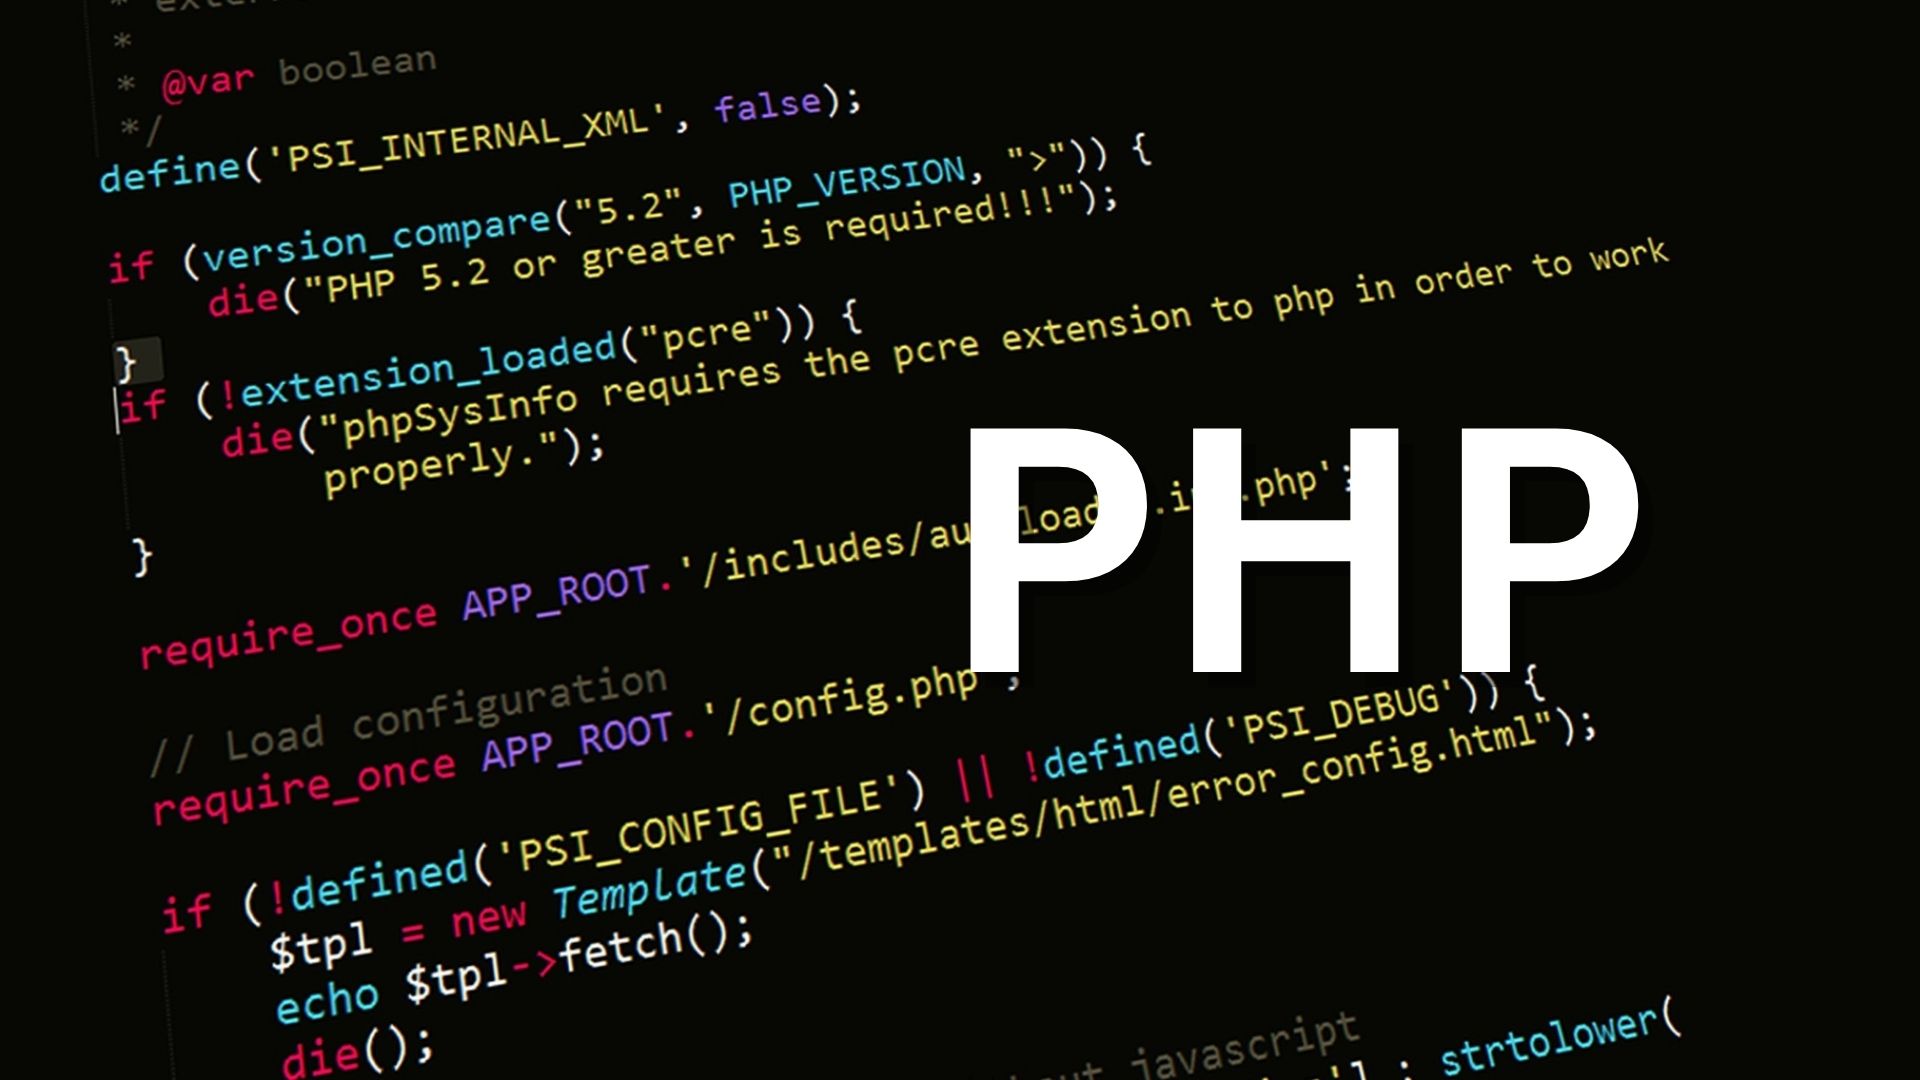 *
* @var boolean
*/
define('PSI_INTERNAL_XML', false);
if (version_compare("5.2", PHP_VERSION, ">")) {
die("PHP 5.2 or greater is required!!!");
}
if (!extension_loaded("pcre")) {
die("phpSysInfo requires the pcre extension to php in order to work
properly.");
}
require_once APP_ROOT.'/includes/au load .i .php';
PHP
// Load configuration
require_once APP_ROOT.'/config.php ;
if (!defined('PSI_CONFIG_FILE') || !defined('PSI_DEBUG')) {
$tpl = new Template("/templates/html/error_config.html");
echo $tpl->fetch();
die();
javascript
strtolower(